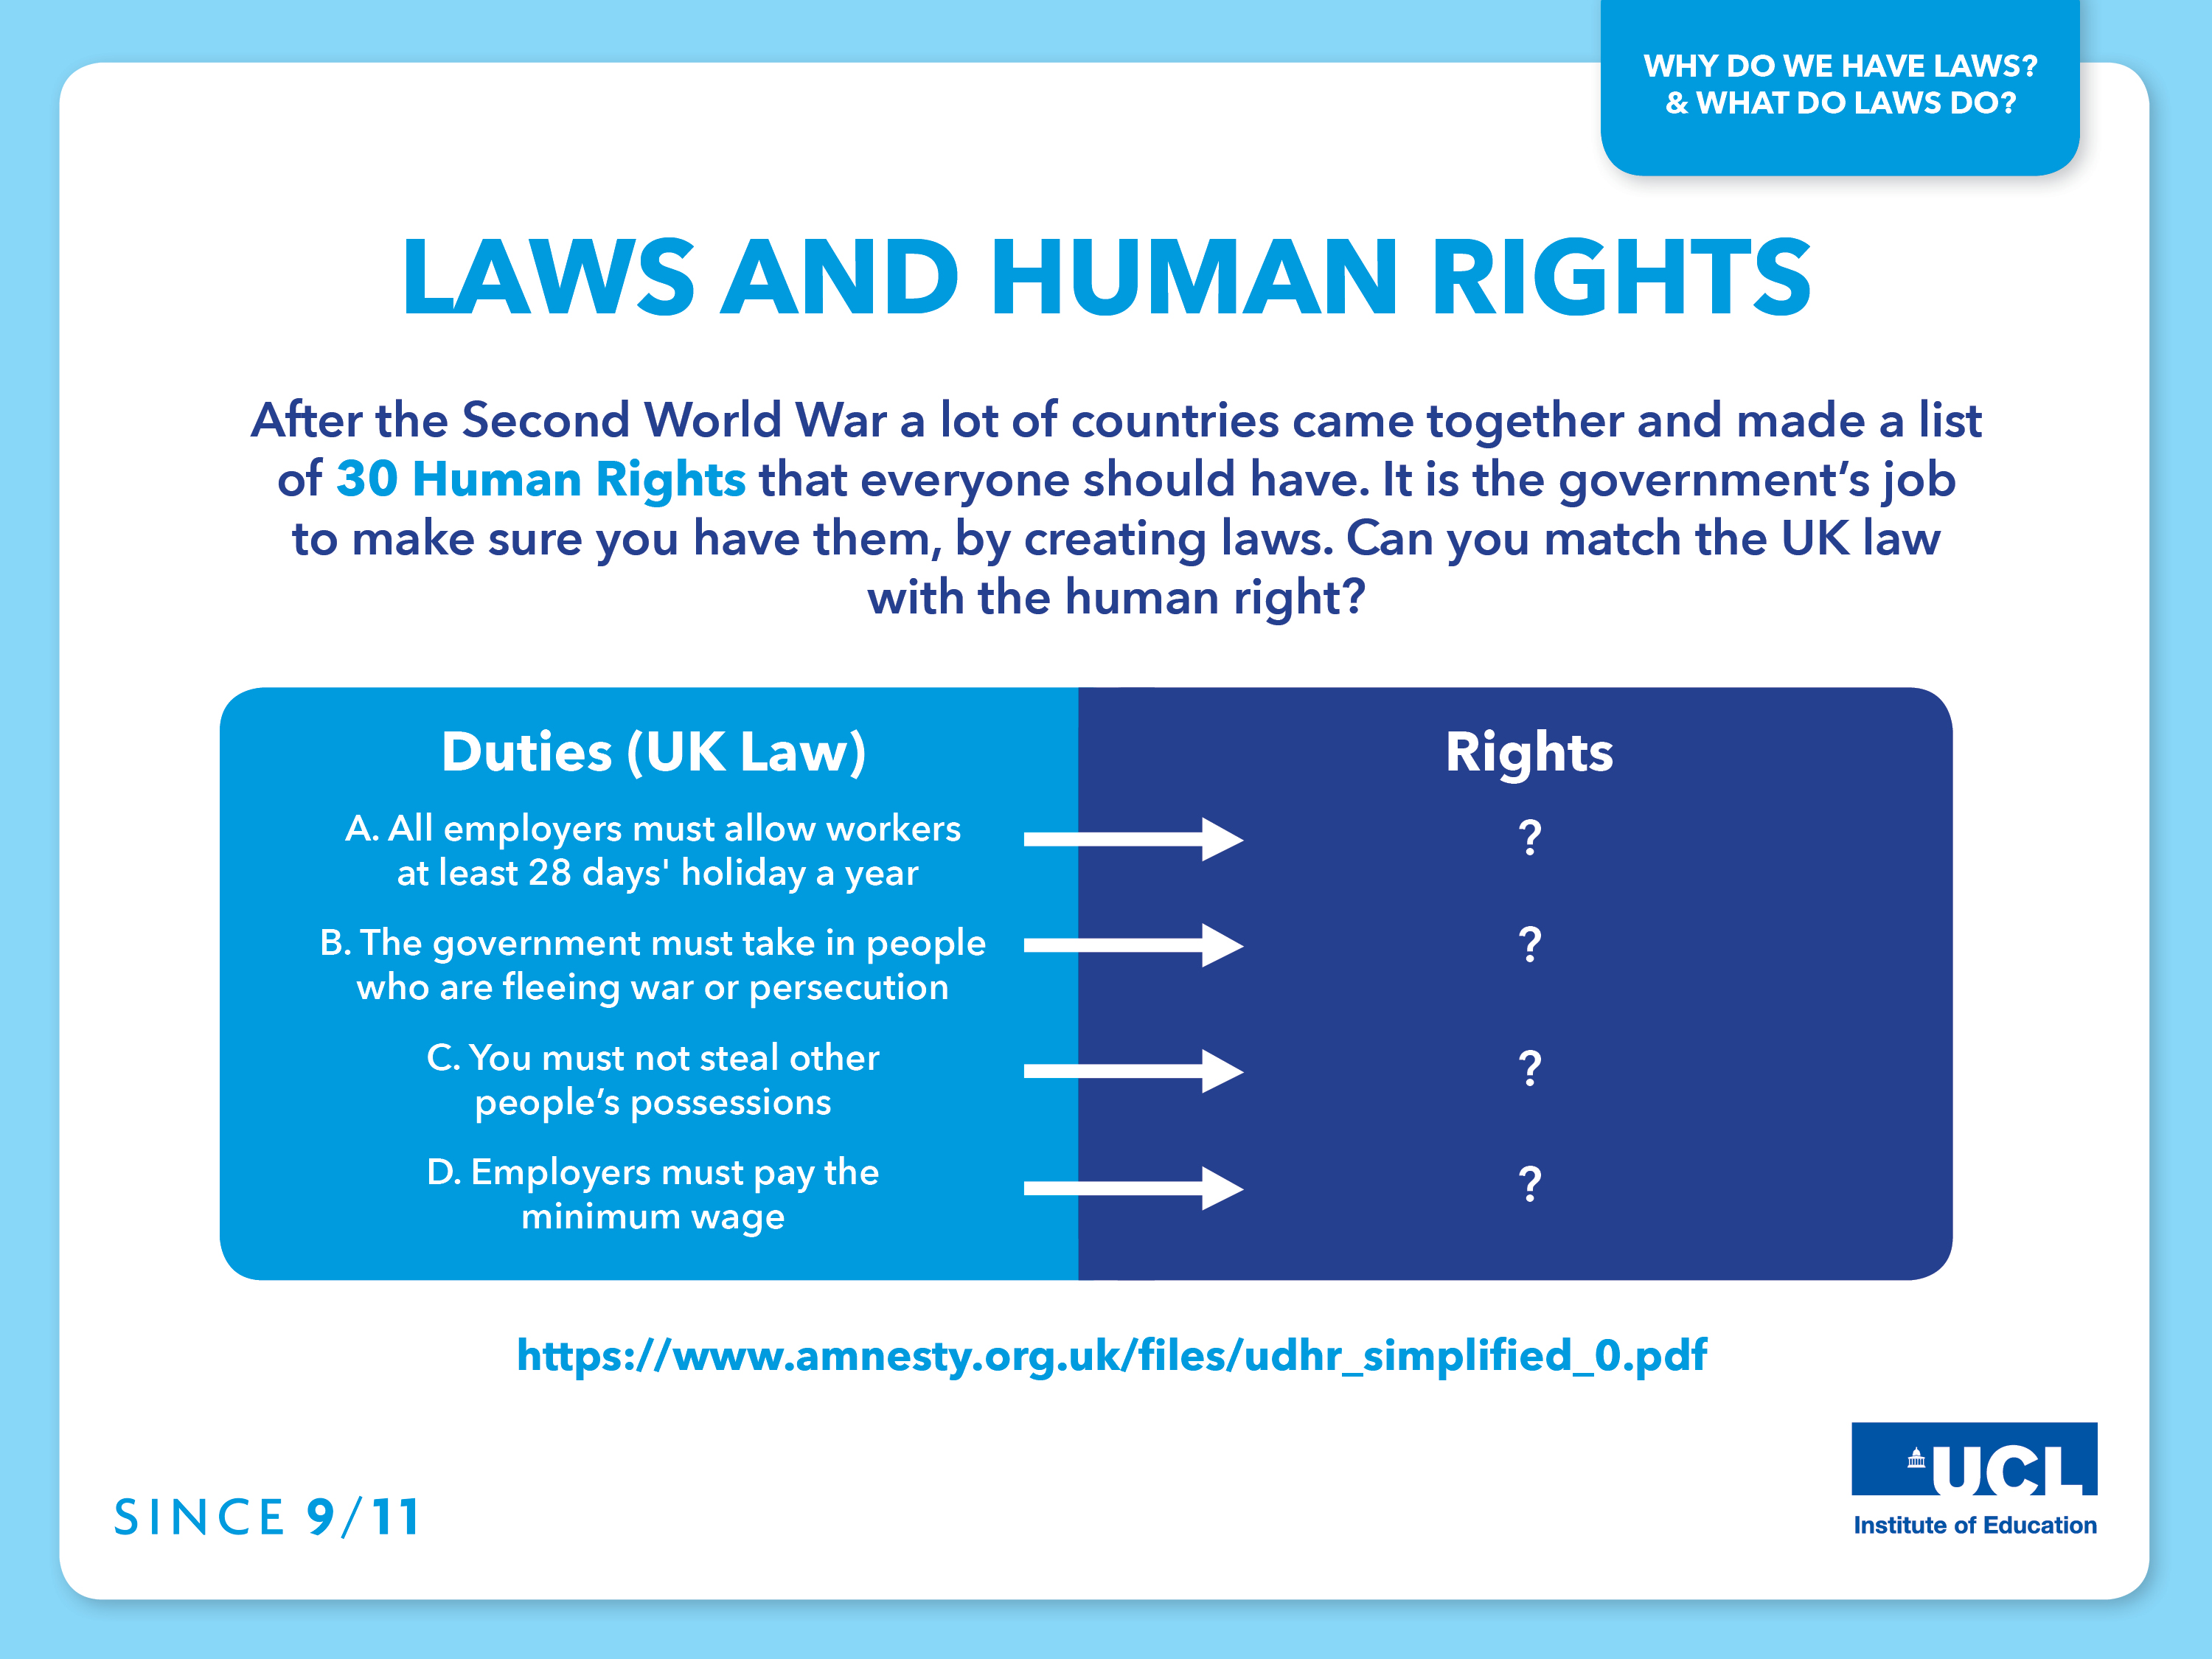 WHY DO WE HAVE LAWS?
& WHAT DO LAWS DO?
LAWS AND HUMAN RIGHTS
After the Second World War a lot of countries came together and made a list
of 30 Human Rights that everyone should have. It is the government’s job
to make sure you have them, by creating laws. Can you match the UK law
with the human right?
Duties (UK Law)
Rights
A. All employers must allow workers
at least 28 days' holiday a year
?
B. The government must take in people
who are fleeing war or persecution
?
C. You must not steal other
people’s possessions
?
D. Employers must pay the
minimum wage
?
https://www.amnesty.org.uk/files/udhr_simplified_0.pdf
SINCE 9/11
UCL
Institute of Education